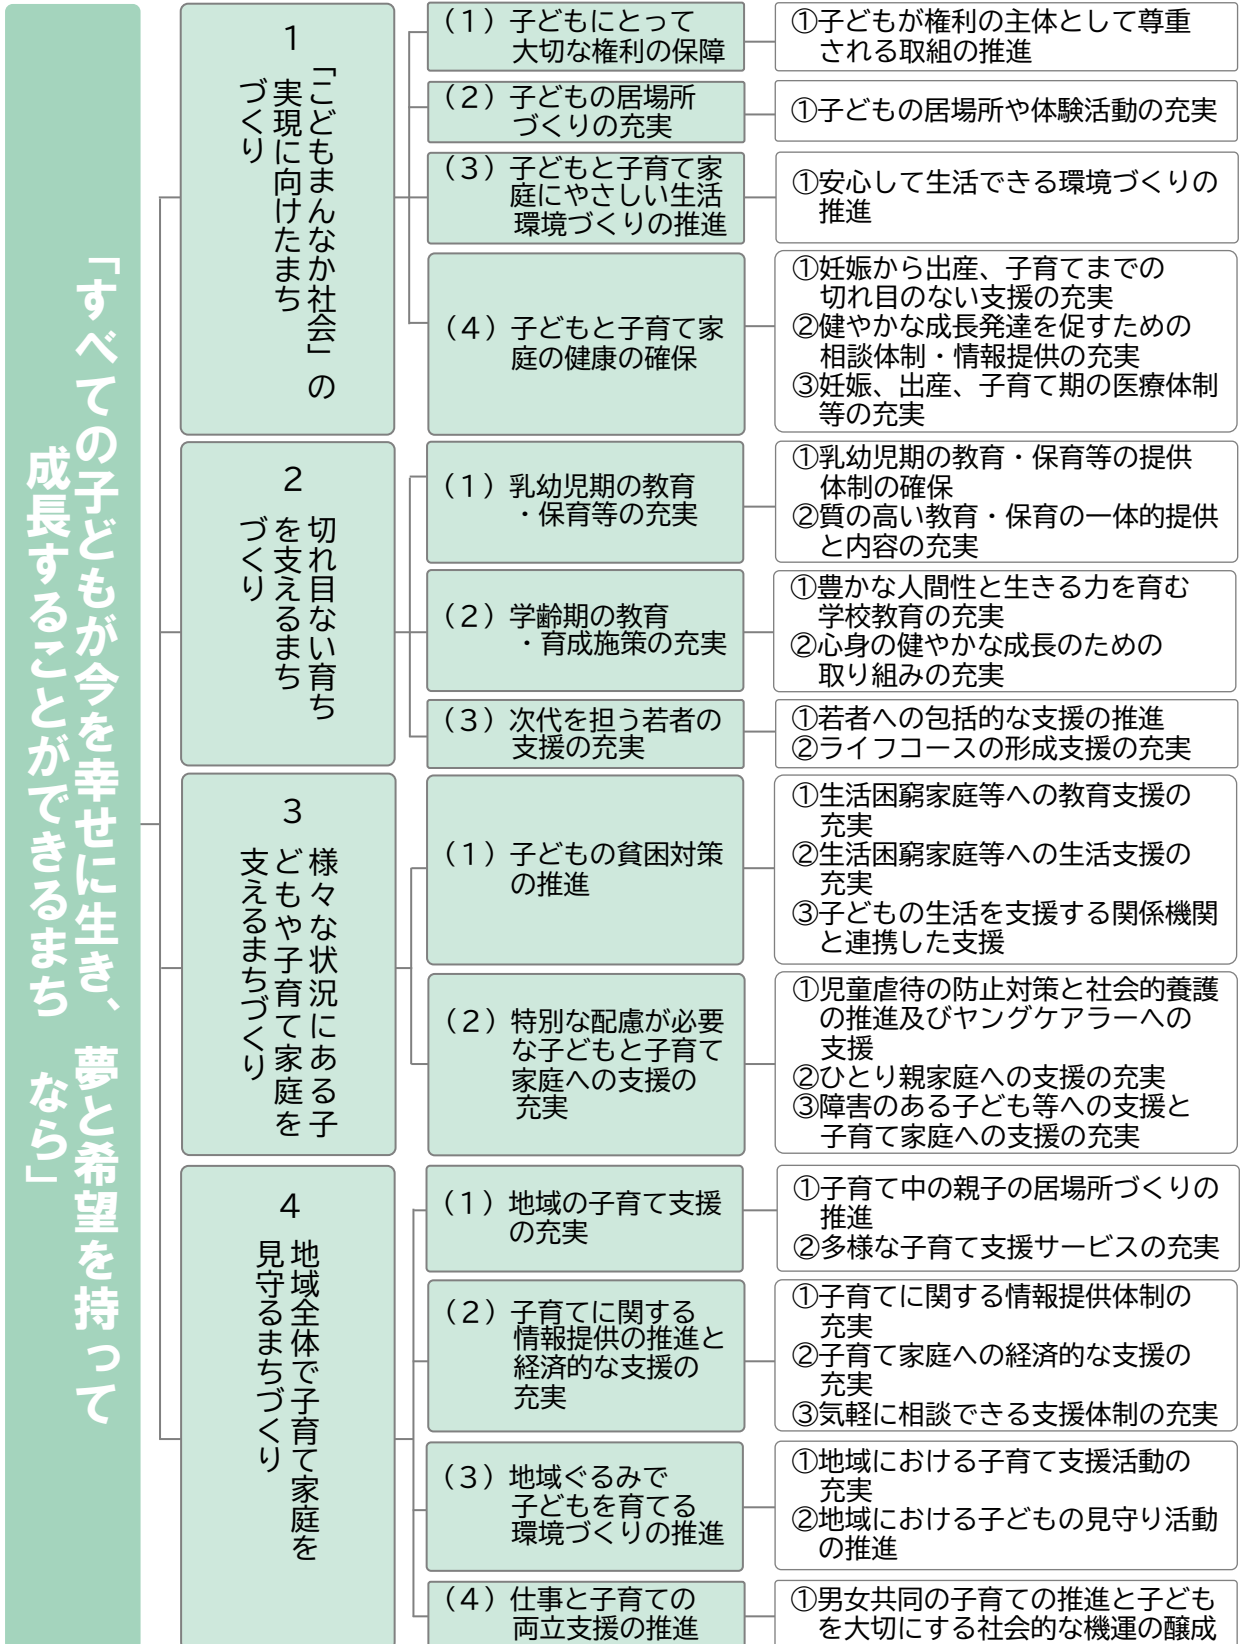 「すべての子どもが今を幸せに生き、夢と希望を持って
成長することができるまち　なら」
1
「こどもまんなか社会」の
実現に向けたまち
づくり
（1）子どもにとって
大切な権利の保障
①子どもが権利の主体として尊重
される取組の推進
（2）子どもの居場所
づくりの充実
①子どもの居場所や体験活動の充実
（3）子どもと子育て家
庭にやさしい生活
環境づくりの推進
①安心して生活できる環境づくりの
推進
（4）子どもと子育て家
庭の健康の確保
①妊娠から出産、子育てまでの
切れ目のない支援の充実
②健やかな成長発達を促すための
相談体制・情報提供の充実
③妊娠、出産、子育て期の医療体制
等の充実
2
切れ目ない育ち
を支えるまち
づくり
（1）乳幼児期の教育
・保育等の充実
①乳幼児期の教育・保育等の提供
体制の確保
②質の高い教育・保育の一体的提供
と内容の充実
（2）学齢期の教育
・育成施策の充実
①豊かな人間性と生きる力を育む
学校教育の充実
②心身の健やかな成長のための
取り組みの充実
（3）次代を担う若者の
支援の充実
①若者への包括的な支援の推進
②ライフコースの形成支援の充実
3
様々な状況にある子
どもや子育て家庭を
支えるまちづくり
（1）子どもの貧困対策
の推進
①生活困窮家庭等への教育支援の
充実
②生活困窮家庭等への生活支援の
充実
③子どもの生活を支援する関係機関
と連携した支援
（2）特別な配慮が必要
な子どもと子育て
家庭への支援の
充実
①児童虐待の防止対策と社会的養護
の推進及びヤングケアラーへの
支援
②ひとり親家庭への支援の充実
③障害のある子ども等への支援と
子育て家庭への支援の充実
4
地域全体で子育て家庭を
見守るまちづくり
（1）地域の子育て支援
の充実
①子育て中の親子の居場所づくりの
推進
②多様な子育て支援サービスの充実
（2）子育てに関する
情報提供の推進と
経済的な支援の
充実
①子育てに関する情報提供体制の
充実
②子育て家庭への経済的な支援の
充実
③気軽に相談できる支援体制の充実
（3）地域ぐるみで
子どもを育てる
環境づくりの推進
①地域における子育て支援活動の
充実
②地域における子どもの見守り活動
の推進
（4）仕事と子育ての
両立支援の推進
①男女共同の子育ての推進と子ども
を大切にする社会的な機運の醸成